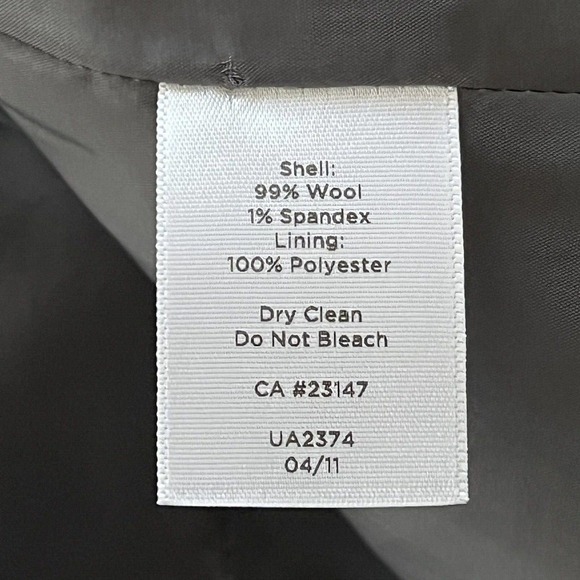 Shell:
99% Wool
1% Spandex
Lining:
100% Polyester
Dry Clean
Do Not Bleach
CA #23147
UA2374
04/11